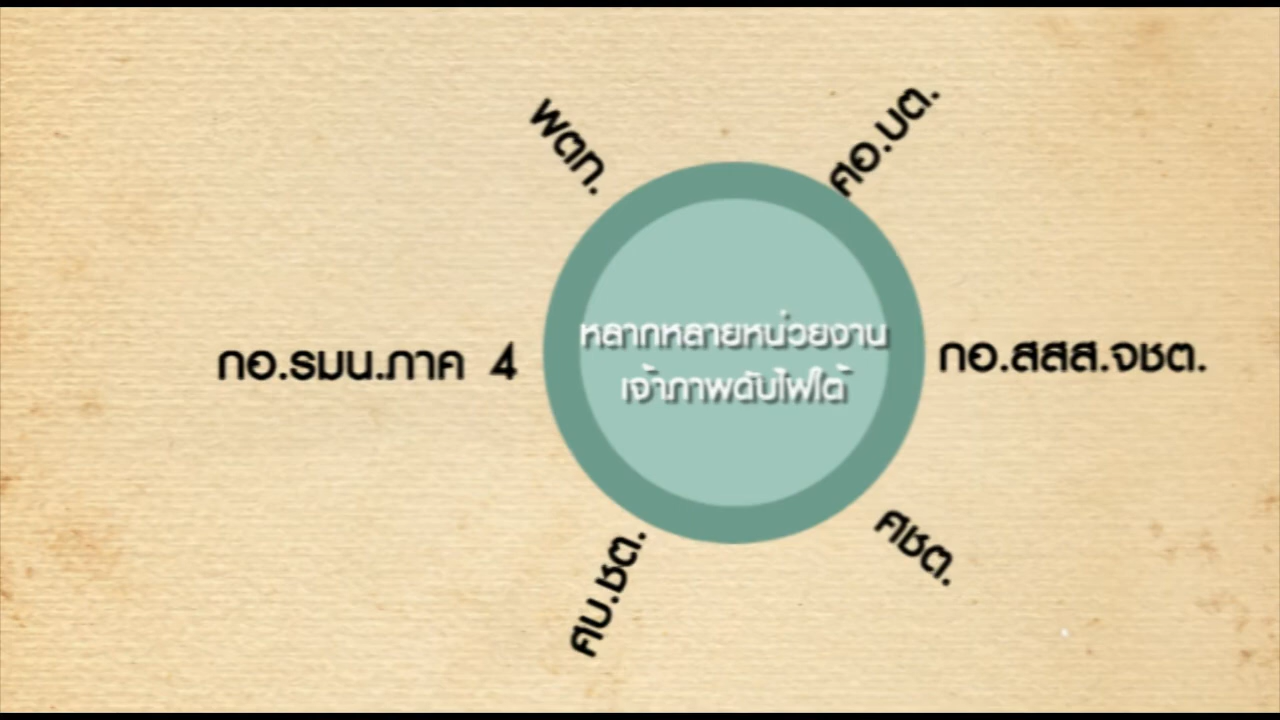 พตท.
ศอ.บต.
หลากหลายหน่วยงาน
เจ้าภาพดับไฟใต้
กอ.รมน.ภาค 4
กอ.สสส.จชต.
ศบ.ชต.
ศชต.